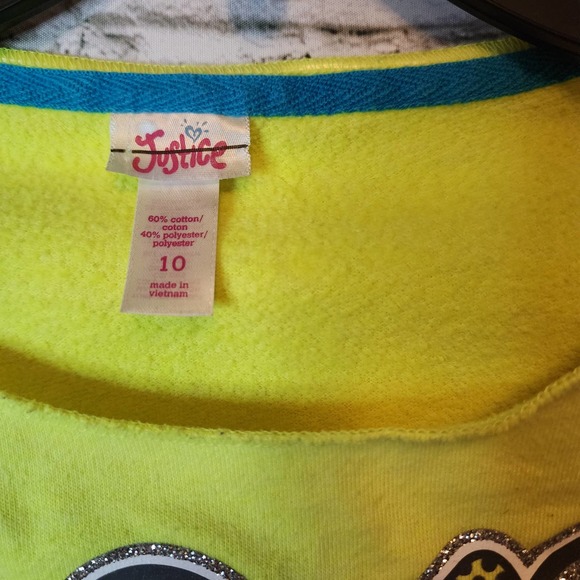 Justice
60% cotton/
coton
40% polyester/
polyester
10
made in
vietnam